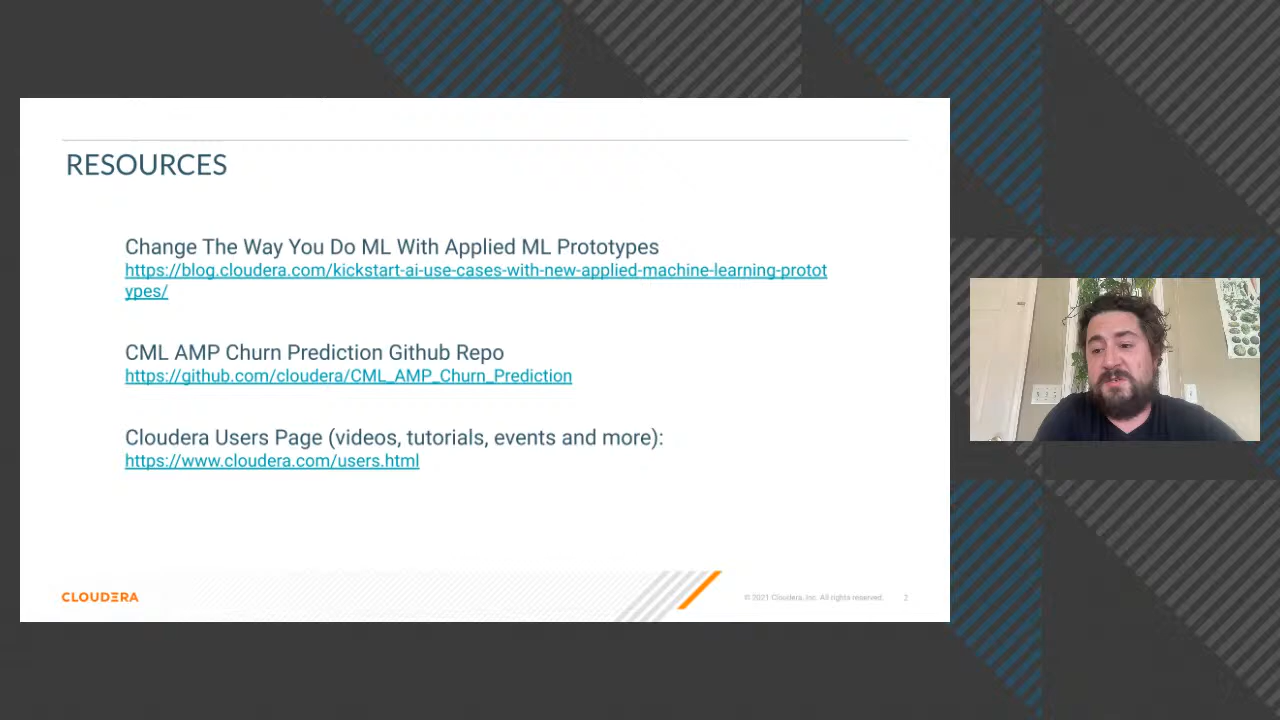 RESOURCES
Change The Way You Do ML With Applied ML Prototypes
https://blog.cloudera.com/kickstart-ai-use-cases-with-new-applied-machine-learning-protot
ypes/
CML AMP Churn Prediction Github Repo
https://github.com/cloudera/CML_AMP_Churn_Prediction
Cloudera Users Page (videos, tutorials, events and more):
https://www.cloudera.com/users.html
CLOUDERA
© 2021 Cloudera, Inc. All rights reserved. 2